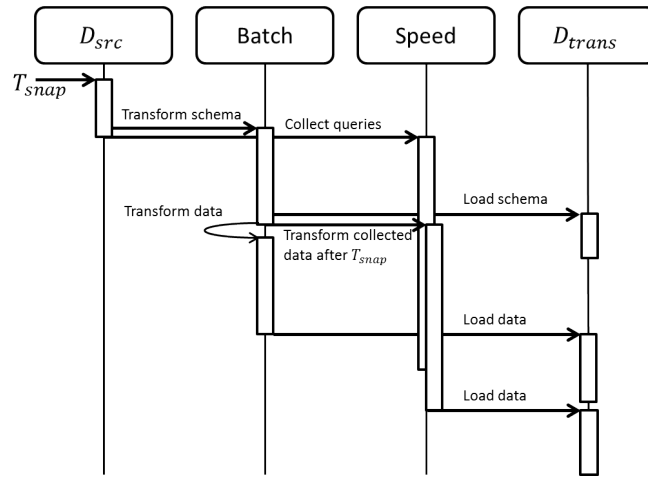 D_src
Batch
Speed
D_trans
T_snap
Transform schema
Collect queries
Load schema
Transform data
Transform collected
data after T_snap
Load data
Load data